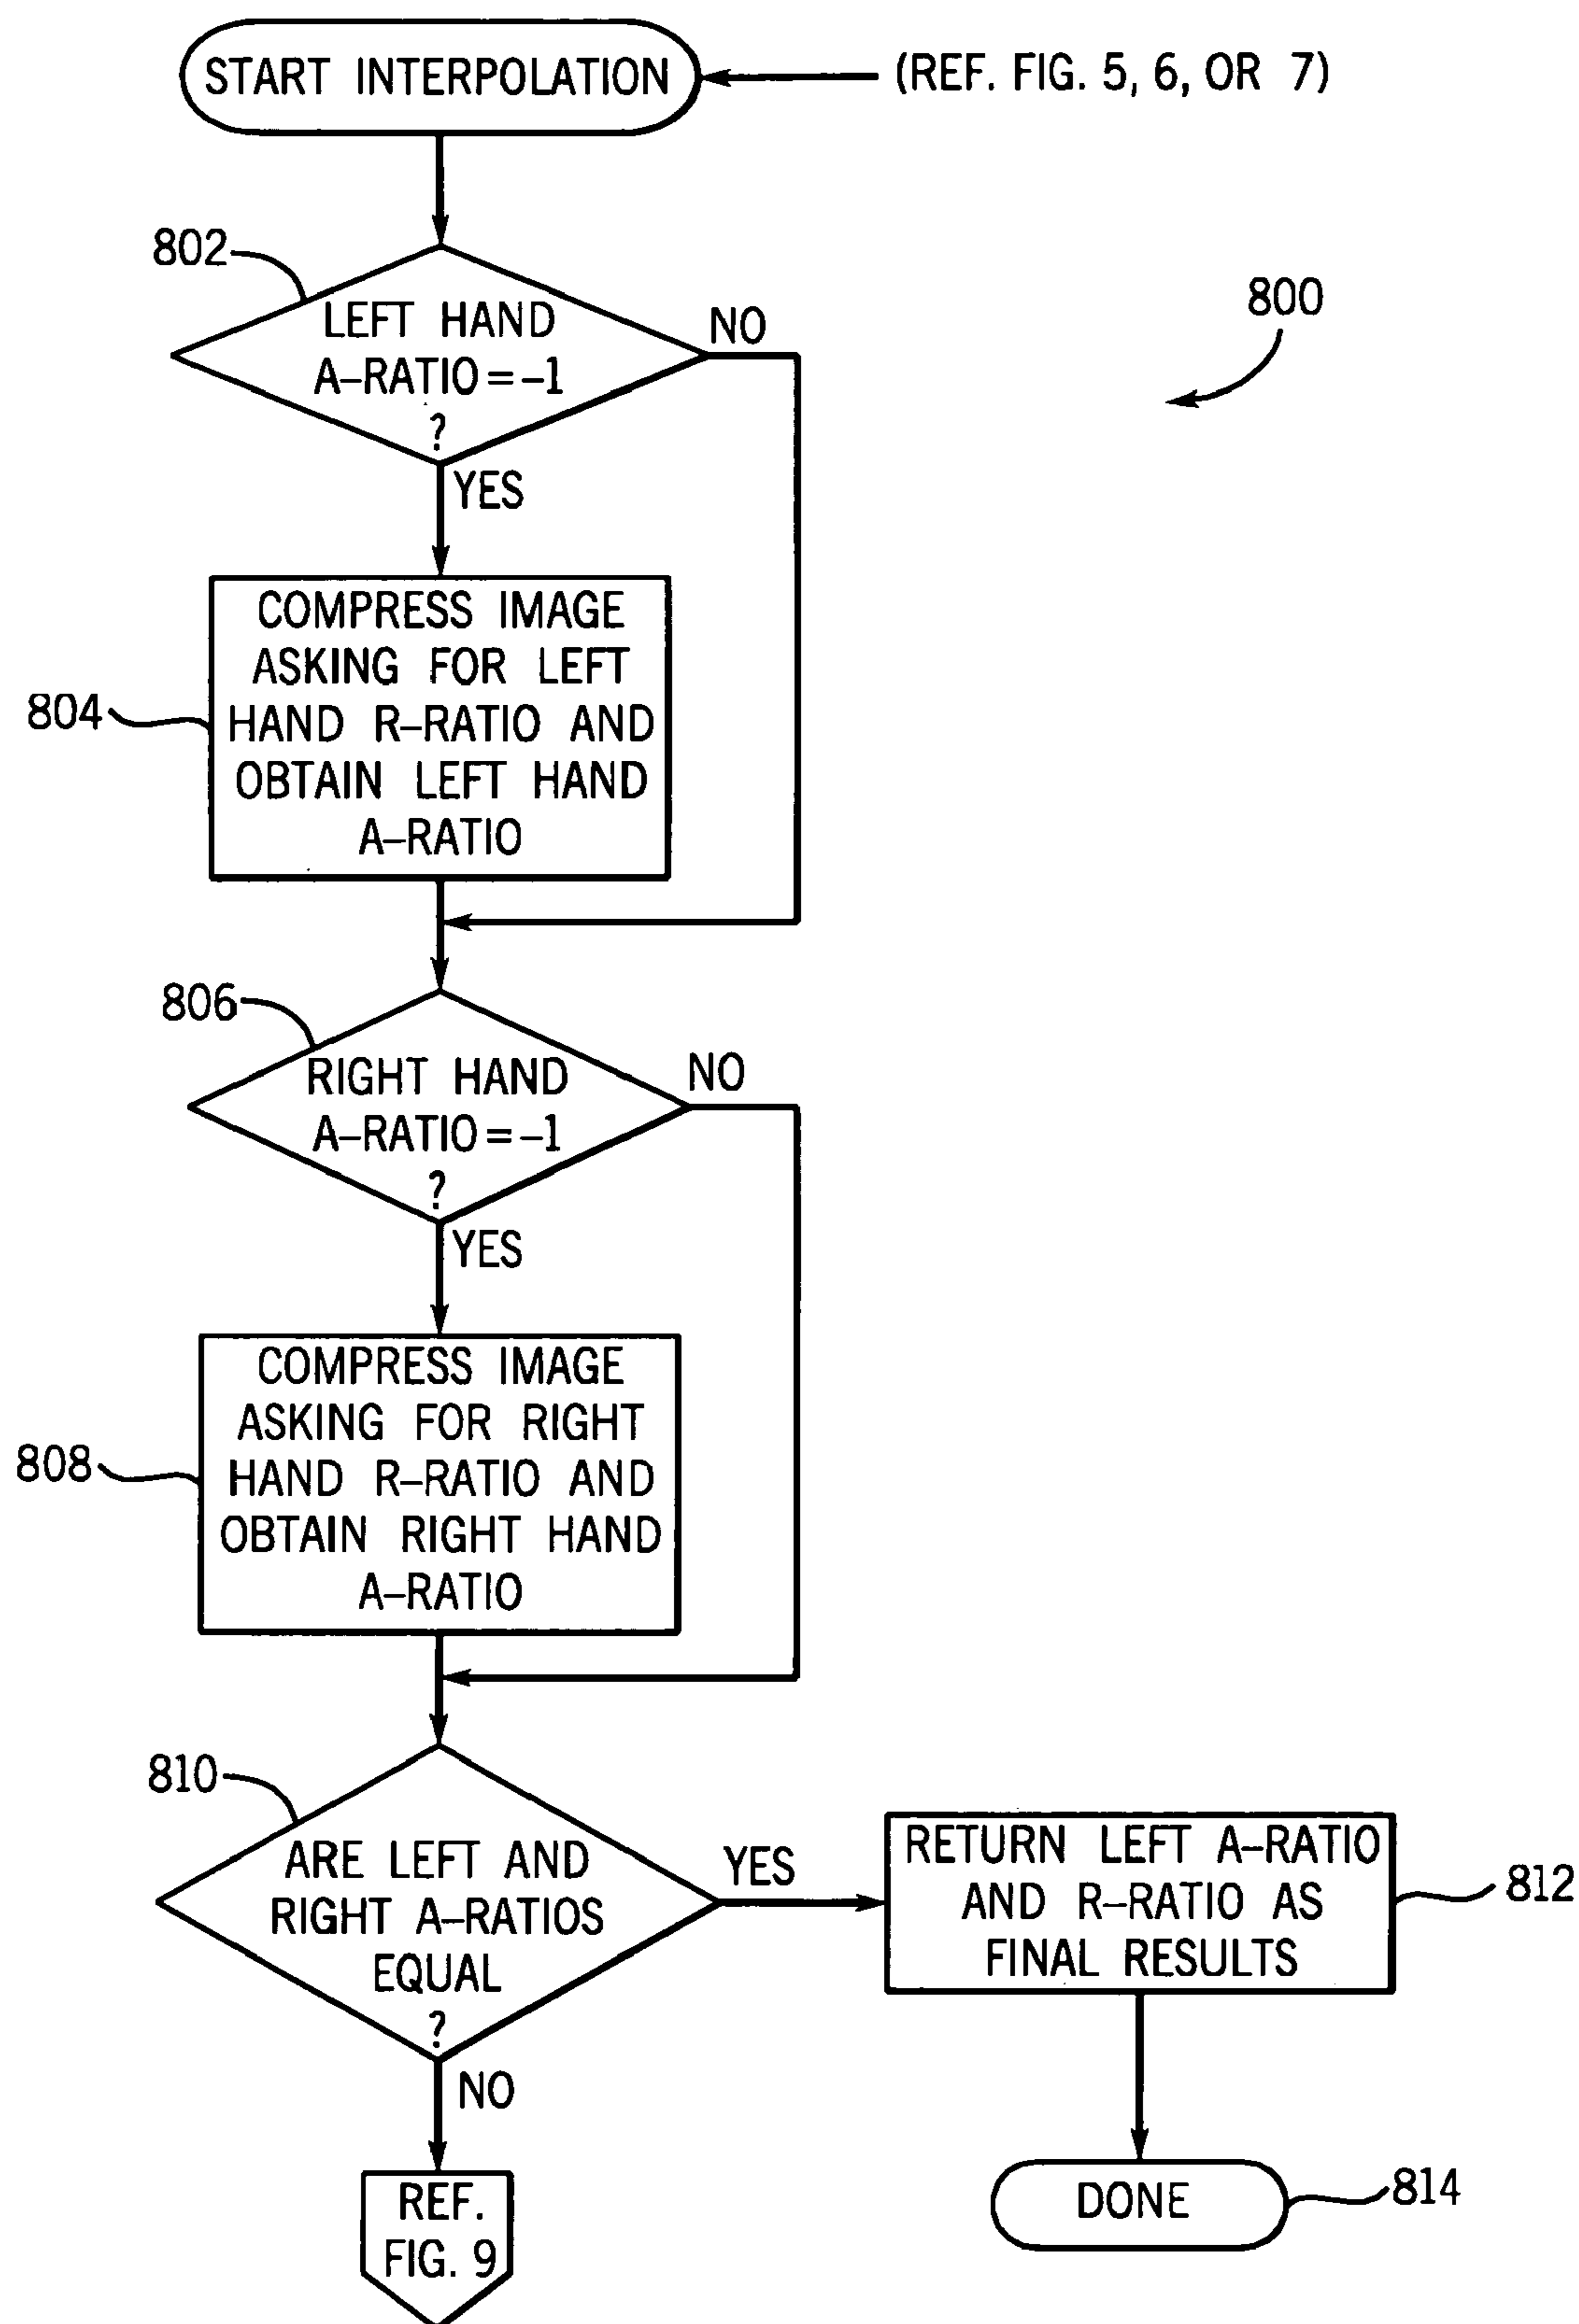 START INTERPOLATION
(REF. FIG. 5, 6, OR 7)
802
LEFT HAND
A-RATIO=-1
?
NO
800
YES
804
COMPRESS IMAGE
ASKING FOR LEFT
HAND R-RATIO AND
OBTAIN LEFT HAND
A-RATIO
806
RIGHT HAND
A-RATIO=-1
?
NO
YES
808
COMPRESS IMAGE
ASKING FOR RIGHT
HAND R-RATIO AND
OBTAIN RIGHT HAND
A-RATIO
810
ARE LEFT AND
RIGHT A-RATIOS
EQUAL
?
YES
RETURN LEFT A-RATIO
AND R-RATIO AS
FINAL RESULTS
812
NO
REF.
FIG. 9
DONE
814